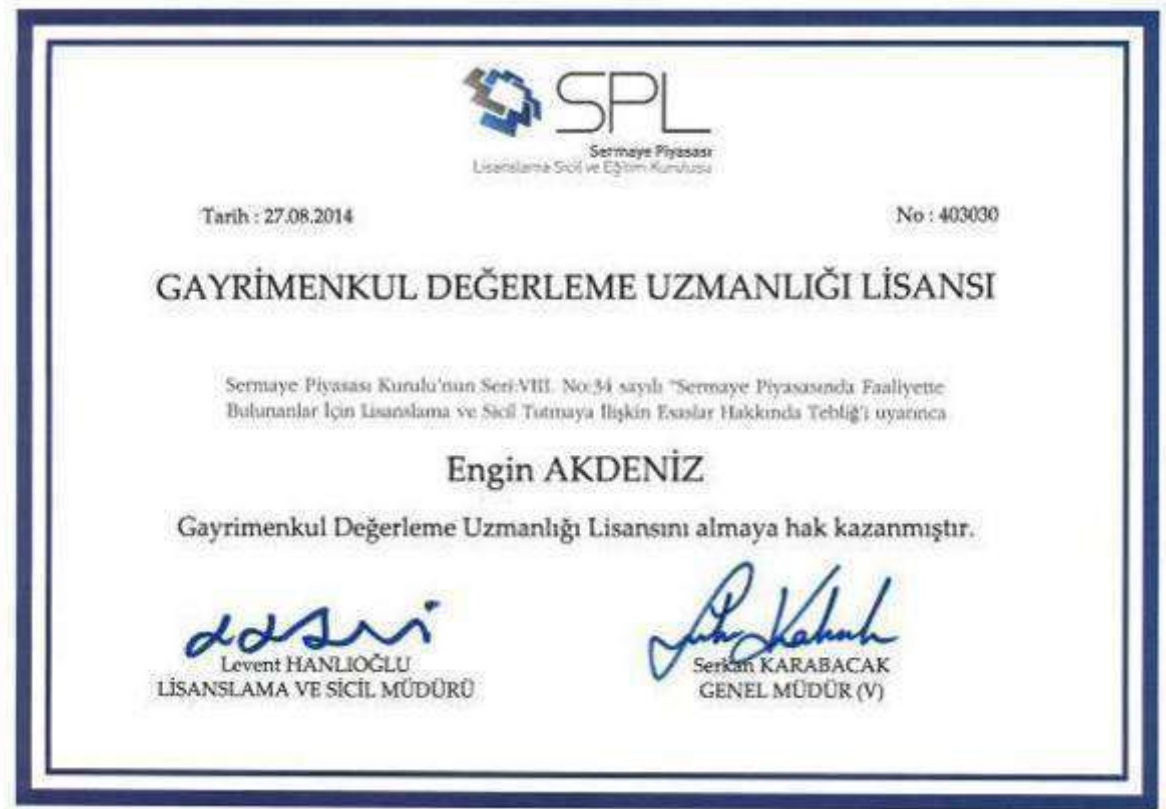 SPL
Sermaye Piyasası
Lisanslama Sicil ve Eğitim Kuruluşu
Tarih : 27.08.2014
No : 403030
GAYRİMENKUL DEĞERLEME UZMANLIĞI LİSANSI
Sermaye Piyasası Kurulu'nun Seri:VIII. No:34 sayılı "Sermaye Piyasasında Faaliyette
Bulunanlar İçin Lisanslama ve Sicil Tutmaya İlişkin Esaslar Hakkında Tebliğ'i uyarınca
Engin AKDENİZ
Gayrimenkul Değerleme Uzmanlığı Lisansını almaya hak kazanmıştır.
Levent HANLIOĞLU
LİSANSLAMA VE SİCİL MÜDÜRÜ
Serkan KARABACAK
GENEL MÜDÜR (V)